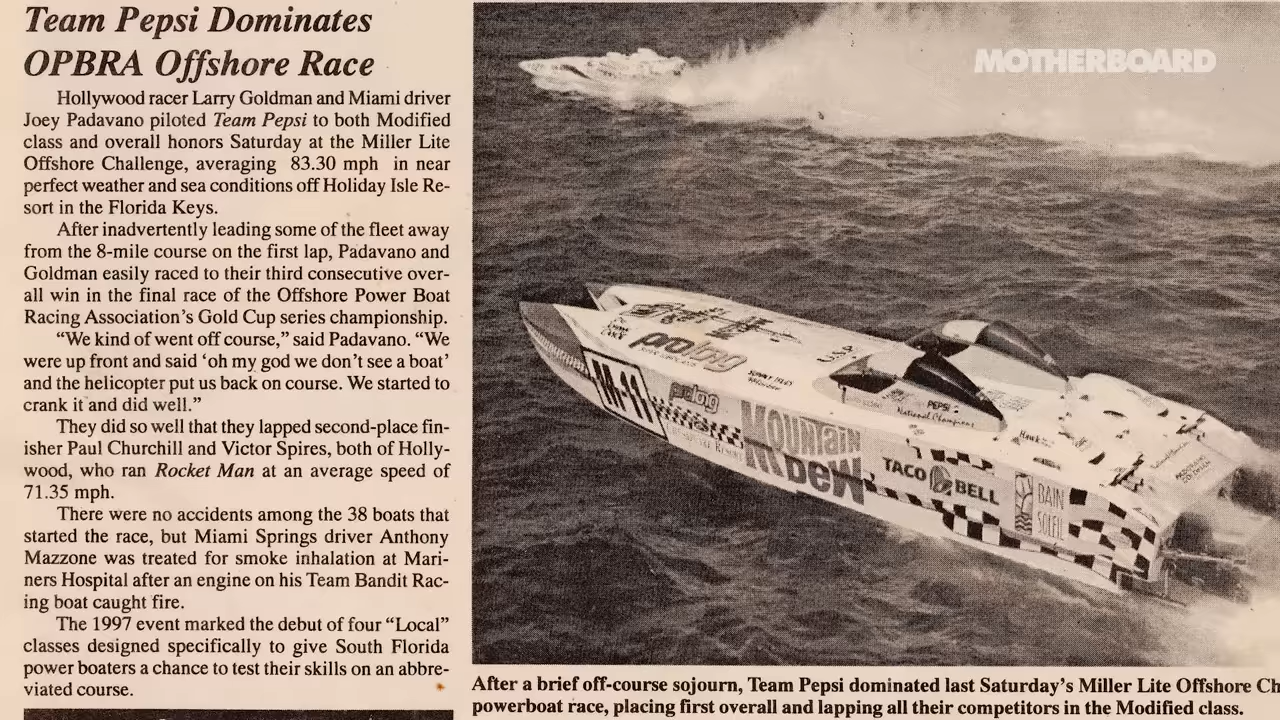 Team Pepsi Dominates
OPBRA Offshore Race
Hollywood racer Larry Goldman and Miami driver
Joey Padavano piloted Team Pepsi to both Modified
class and overall honors Saturday at the Miller Lite
Offshore Challenge, averaging 83.30 mph in near
perfect weather and sea conditions off Holiday Isle Re-
sort in the Florida Keys.
After inadvertently leading some of the fleet away
from the 8-mile course on the first lap, Padavano and
Goldman easily raced to their third consecutive over-
all win in the final race of the Offshore Power Boat
Racing Association's Gold Cup series championship.
"We kind of went off course," said Padavano. "We
were up front and said 'oh my god we don't see a boat'
and the helicopter put us back on course. We started to
crank it and did well."
They did so well that they lapped second-place fin-
isher Paul Churchill and Victor Spires, both of Holly-
wood, who ran Rocket Man at an average speed of
71.35 mph.
There were no accidents among the 38 boats that
started the race, but Miami Springs driver Anthony
Mazzone was treated for smoke inhalation at Mari-
ners Hospital after an engine on his Team Bandit Rac-
ing boat caught fire.
The 1997 event marked the debut of four "Local"
classes designed specifically to give South Florida
power boaters a chance to test their skills on an abbre-
viated course.
MOTHERBOARD
prolong
U.S.A.
M-11
prolong
PEPSI
National Champions
MOUNTAIN
DEW
TACO BELL
BAIN
SOLEIL
After a brief off-course sojourn, Team Pepsi dominated last Saturday's Miller Lite Offshore Ch
powerboat race, placing first overall and lapping all their competitors in the Modified class.